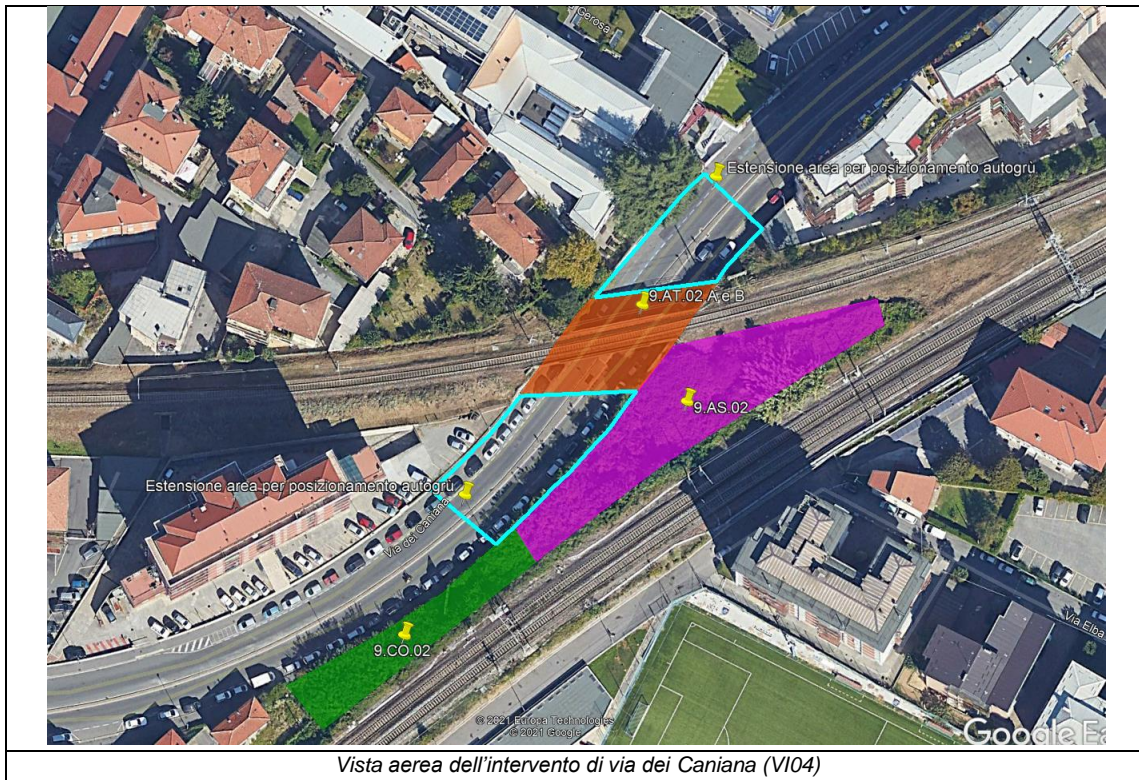 Gerosa
Estensione area per posizionamento autogrù
9.AT.02 A e B
9.AS.02
Estensione area per posizionamento autogrù
Via dei Caniana
9.CO.02
Via Elba
© 2021 Europa Technologies
© 2021 Google
Google Ea
Vista aerea dell'intervento di via dei Caniana (VI04)